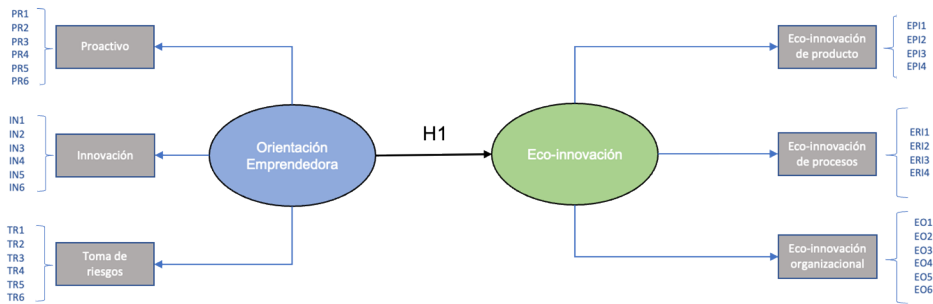 PR1
PR2
PR3
PR4
PR5
PR6
Proactivo
IN1
IN2
IN3
IN4
IN5
IN6
Innovación
TR1
TR2
TR3
TR4
TR5
TR6
Toma de
riesgos
Orientación
Emprendedora
H1
Eco-innovación
Eco-innovación
de producto
EPI1
EPI2
EPI3
EPI4
Eco-innovación
de procesos
ERI1
ERI2
ERI3
ERI4
Eco-innovación
organizacional
EO1
EO2
EO3
EO4
EO5
EO6